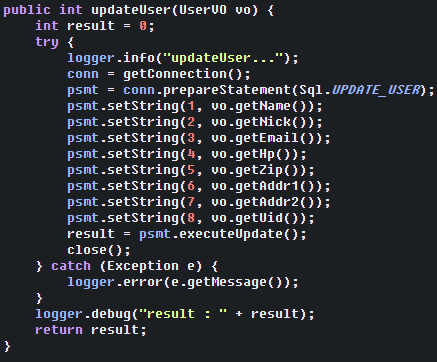 public int updateUser(UserVO vo) {
    int result = 0;
    try {
        logger.info("updateUser...");
        conn = getConnection();
        psmt = conn.prepareStatement(Sql.UPDATE_USER);
        psmt.setString(1, vo.getName());
        psmt.setString(2, vo.getNick());
        psmt.setString(3, vo.getEmail());
        psmt.setString(4, vo.getHp());
        psmt.setString(5, vo.getZip());
        psmt.setString(6, vo.getAddr1());
        psmt.setString(7, vo.getAddr2());
        psmt.setString(8, vo.getUid());
        result = psmt.executeUpdate();
        close();
    } catch (Exception e) {
        logger.error(e.getMessage());
    }
    logger.debug("result : " + result);
    return result;
}